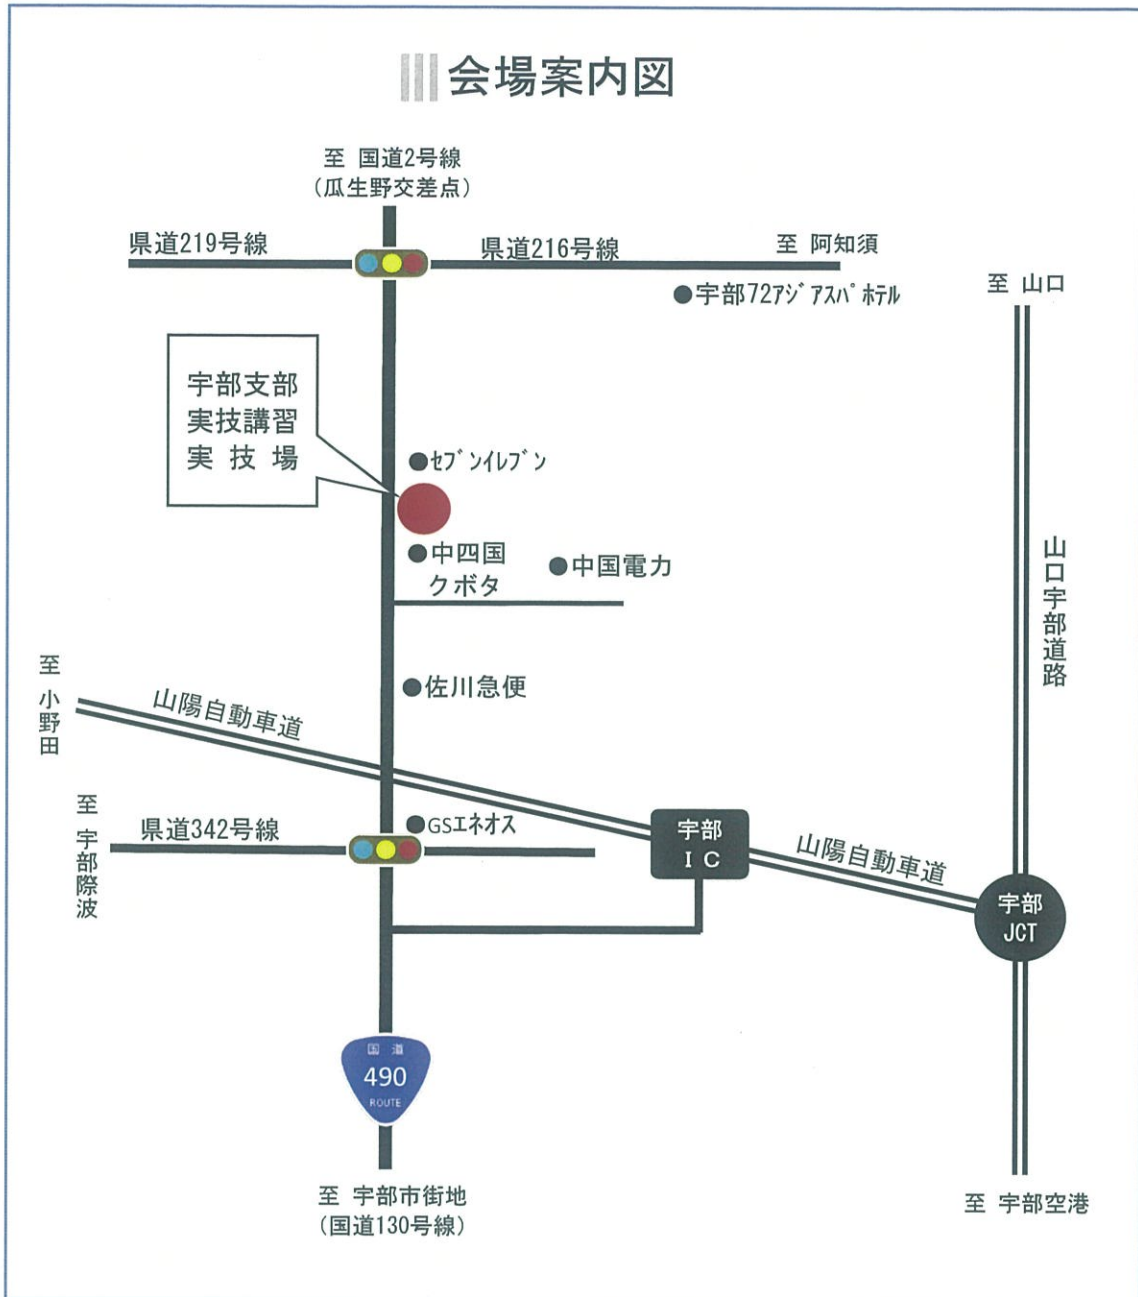 会場案内図
至 国道2号線
(瓜生野交差点)
県道219号線
県道216号線
至 阿知須
●宇部72ｱｼﾞｱｽﾊﾟﾎﾃﾙ
至 山口
宇部支部
実技講習
実 技 場
●ｾﾌﾞﾝｲﾚﾌﾞﾝ
●中四国
クボタ
●中国電力
山口宇部道路
至 小野田
山陽自動車道
●佐川急便
至 宇部際波
県道342号線
●GSエネオス
宇部
ＩＣ
山陽自動車道
宇部
JCT
国 道
490
ROUTE
至 宇部市街地
(国道130号線)
至 宇部空港